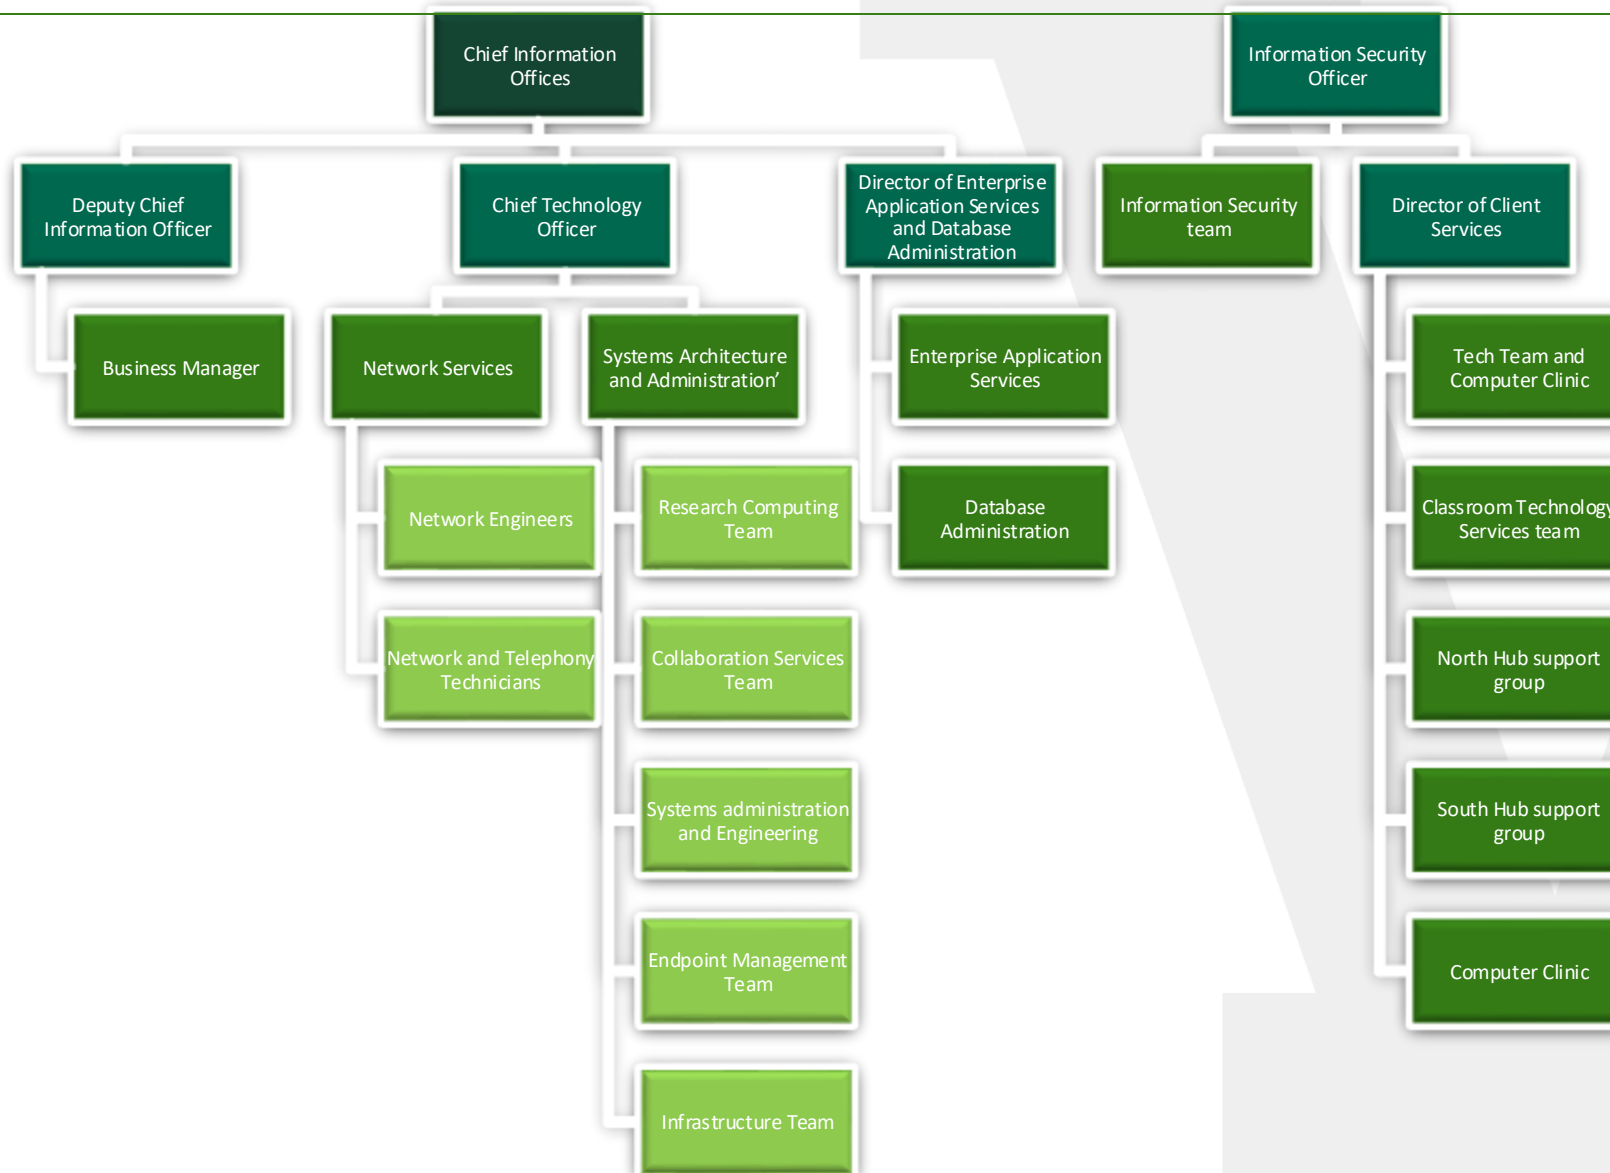 Chief Information
Offices
Information Security
Officer
Deputy Chief
Information Officer
Chief Technology
Officer
Director of Enterprise
Application Services
and Database
Administration
Information Security
team
Director of Client
Services
Business Manager
Network Services
Systems Architecture
and Administration’
Enterprise Application
Services
Tech Team and
Computer Clinic
Network Engineers
Research Computing
Team
Database
Administration
Classroom Technology
Services team
Network and Telephony
Technicians
Collaboration Services
Team
North Hub support
group
Systems administration
and Engineering
South Hub support
group
Endpoint Management
Team
Computer Clinic
Infrastructure Team